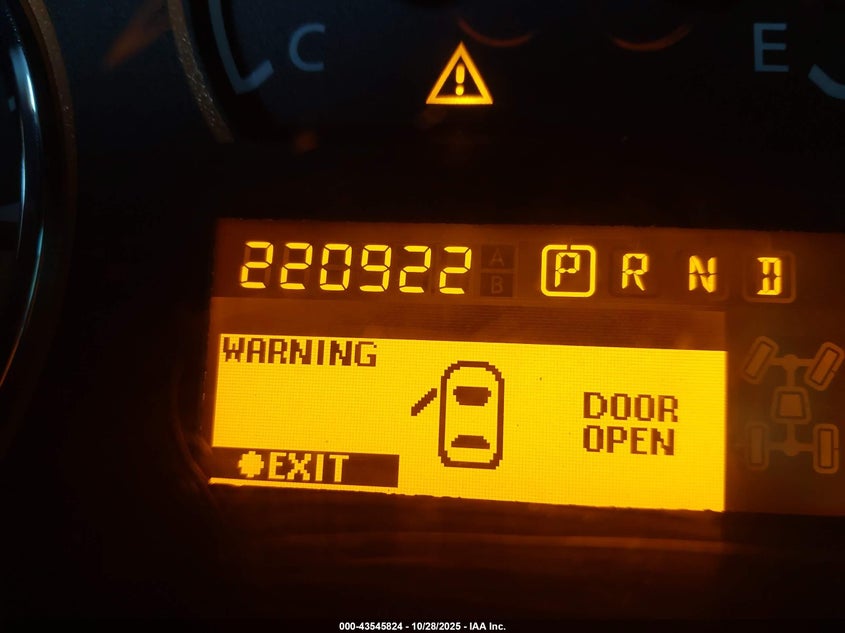 C E
220922 A P R N D
B
WARNING
DOOR
OPEN
EXIT
000-43545824 - 10/28/2025 - IAA Inc.